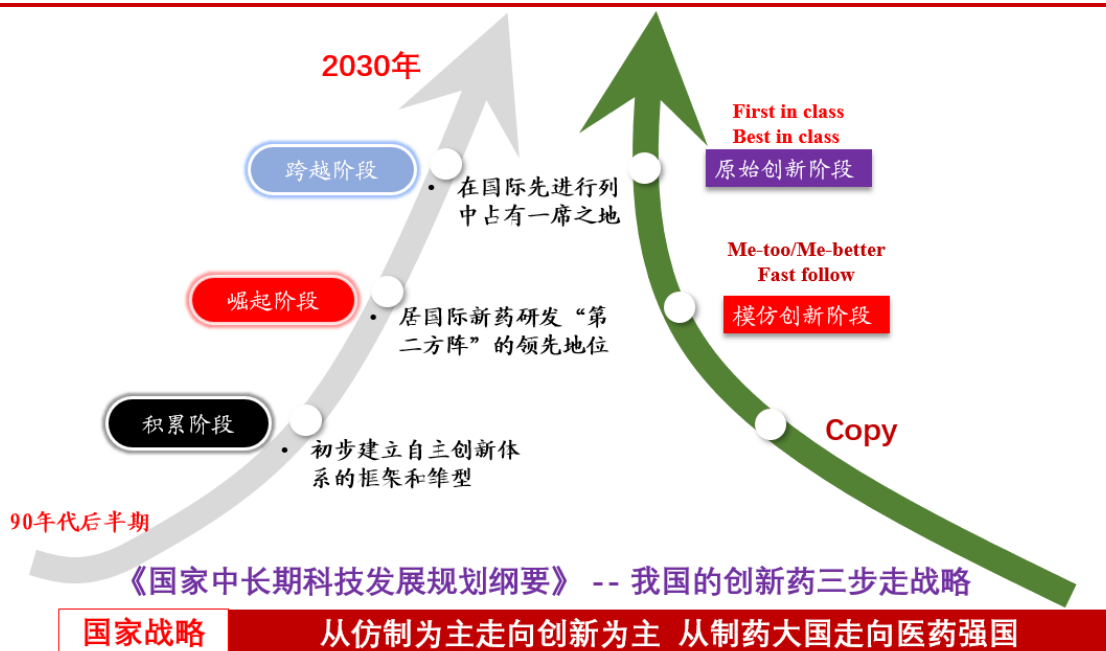 2030年
First in class
Best in class
跨越阶段
原始创新阶段
• 在国际先进行列
中占有一席之地
Me-too/Me-better
Fast follow
崛起阶段
模仿创新阶段
• 居国际新药研发“第
二方阵”的领先地位
积累阶段
Copy
• 初步建立自主创新体
系的框架和雏型
90年代后半期
《国家中长期科技发展规划纲要》 -- 我国的创新药三步走战略
国家战略
从仿制为主走向创新为主 从制药大国走向医药强国